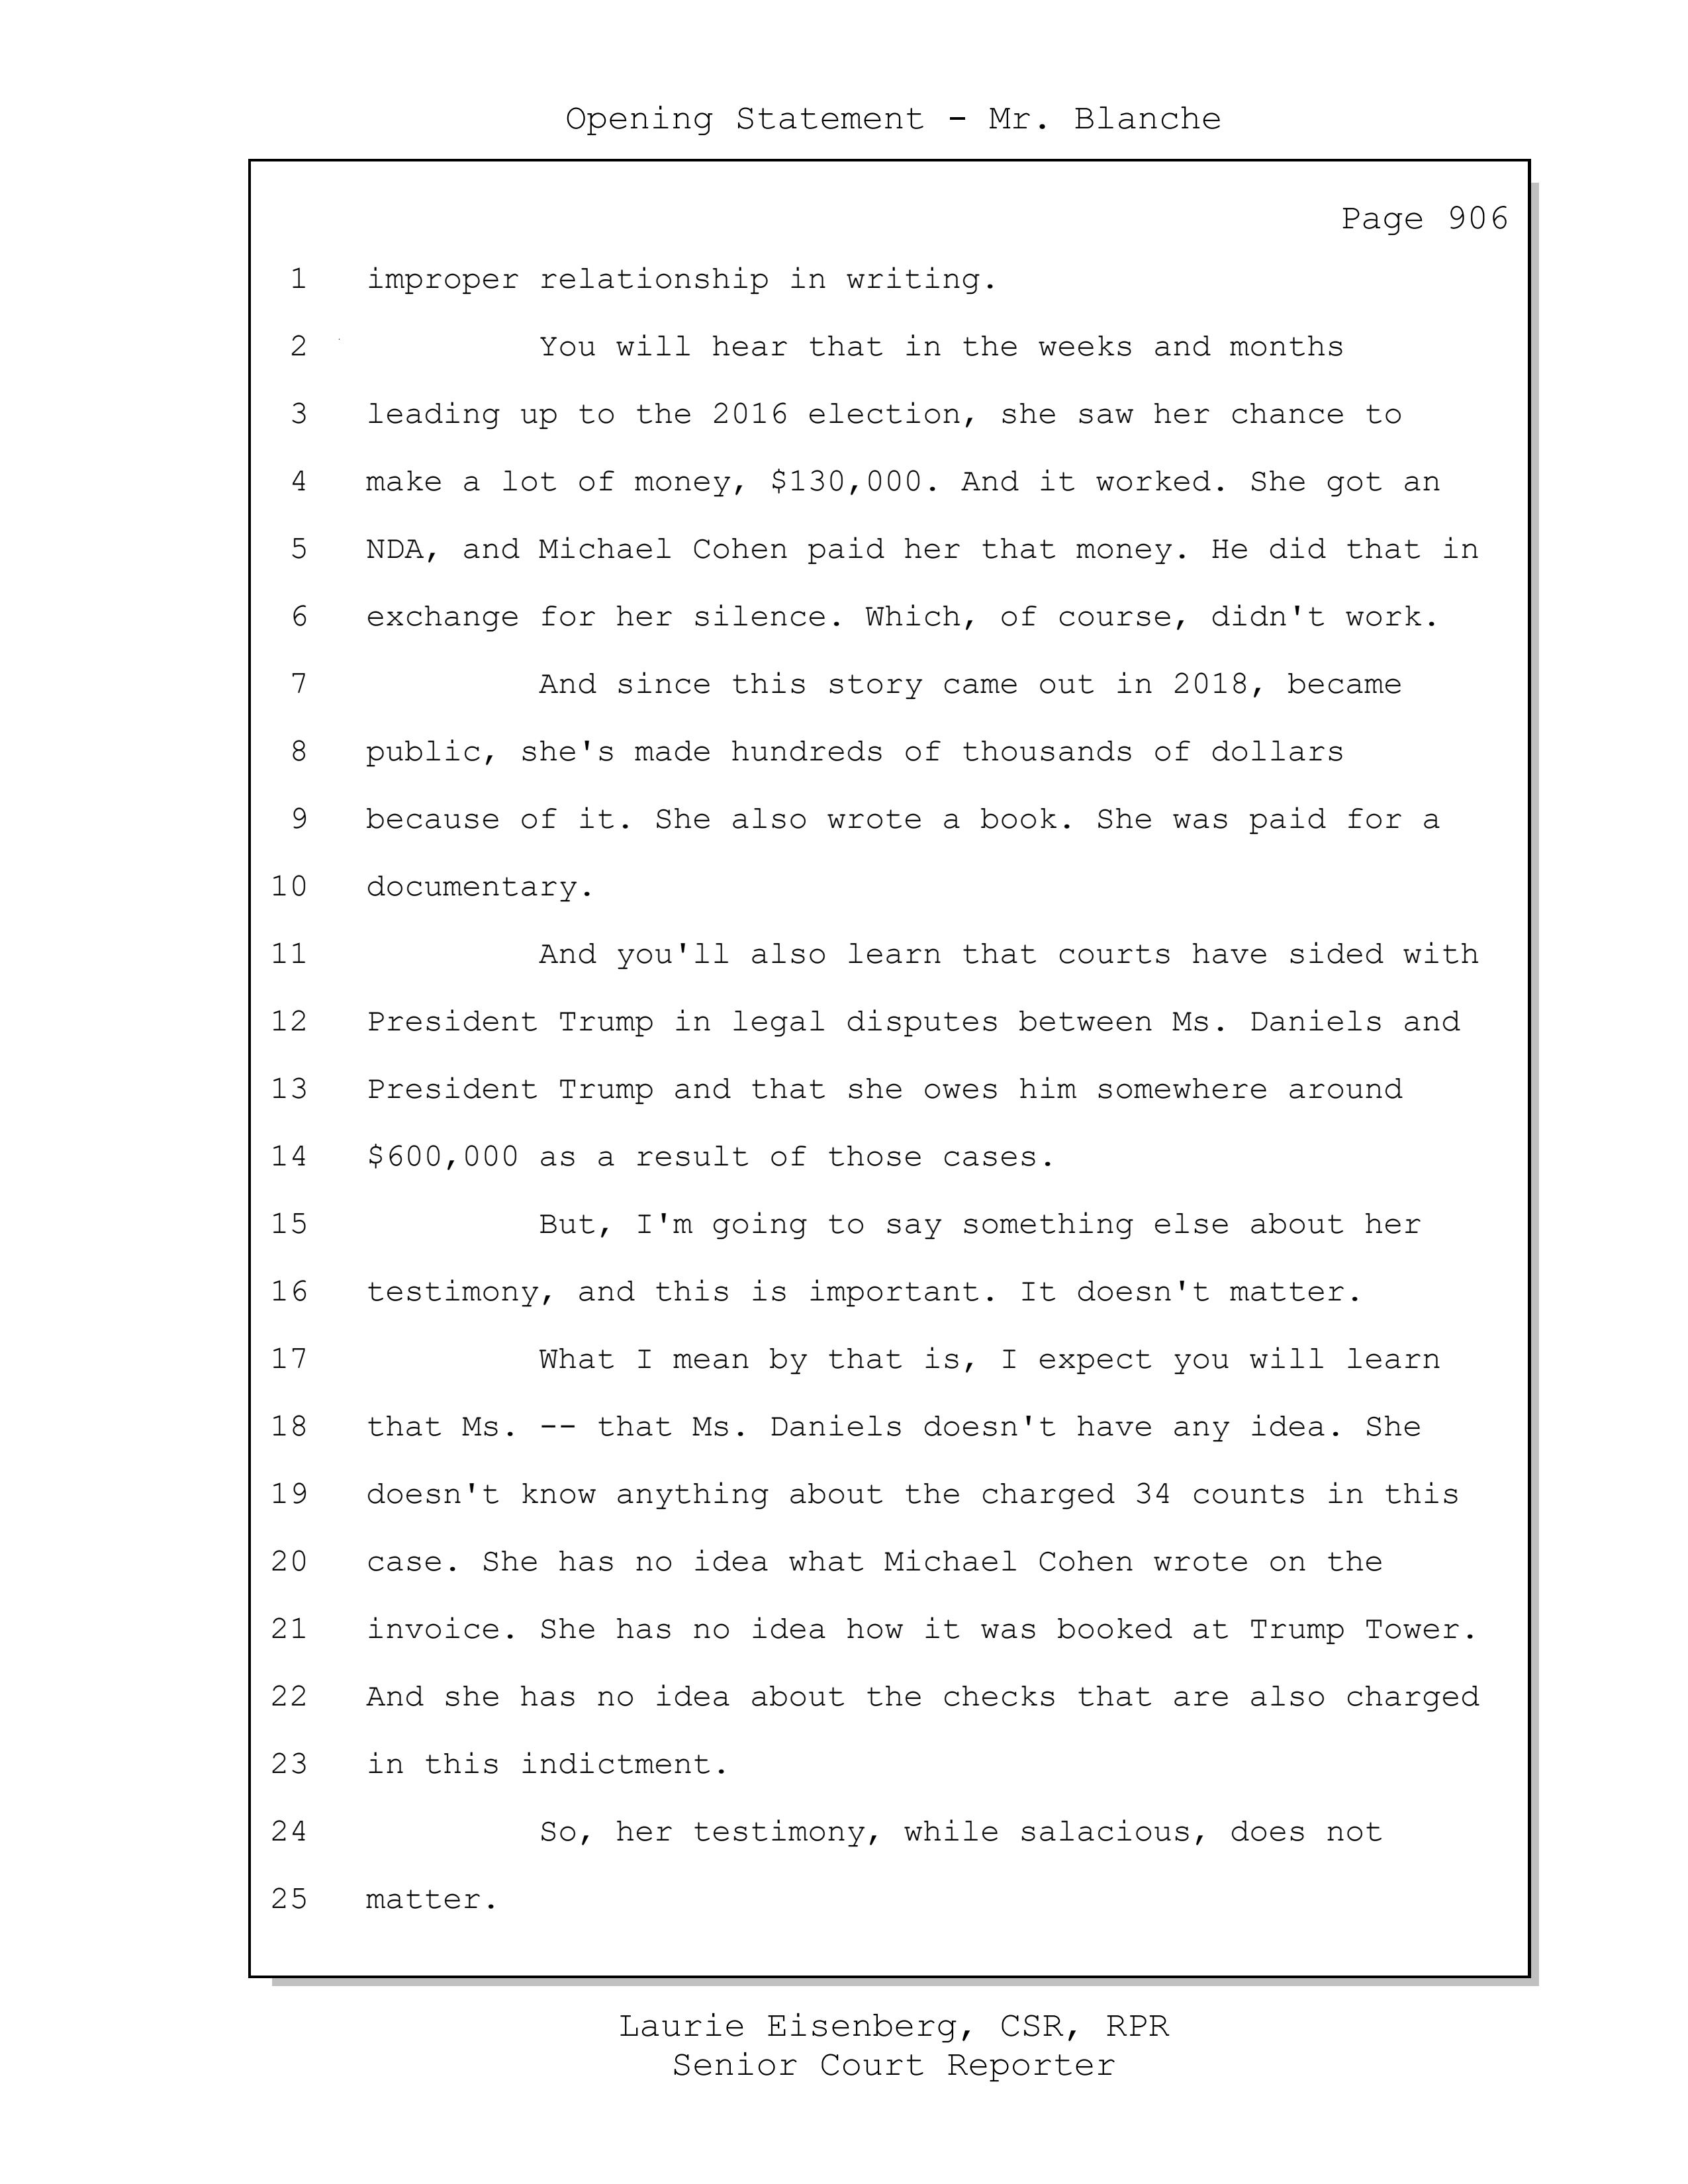 Opening Statement - Mr. Blanche
Page 906
1 improper relationship in writing.
2 You will hear that in the weeks and months
3 leading up to the 2016 election, she saw her chance to
4 make a lot of money, $130,000. And it worked. She got an
5 NDA, and Michael Cohen paid her that money. He did that in
6 exchange for her silence. Which, of course, didn't work.
7 And since this story came out in 2018, became
8 public, she's made hundreds of thousands of dollars
9 because of it. She also wrote a book. She was paid for a
10 documentary.
11 And you'll also learn that courts have sided with
12 President Trump in legal disputes between Ms. Daniels and
13 President Trump and that she owes him somewhere around
14 $600,000 as a result of those cases.
15 But, I'm going to say something else about her
16 testimony, and this is important. It doesn't matter.
17 What I mean by that is, I expect you will learn
18 that Ms. -- that Ms. Daniels doesn't have any idea. She
19 doesn't know anything about the charged 34 counts in this
20 case. She has no idea what Michael Cohen wrote on the
21 invoice. She has no idea how it was booked at Trump Tower.
22 And she has no idea about the checks that are also charged
23 in this indictment.
24 So, her testimony, while salacious, does not
25 matter.
Laurie Eisenberg, CSR, RPR
Senior Court Reporter